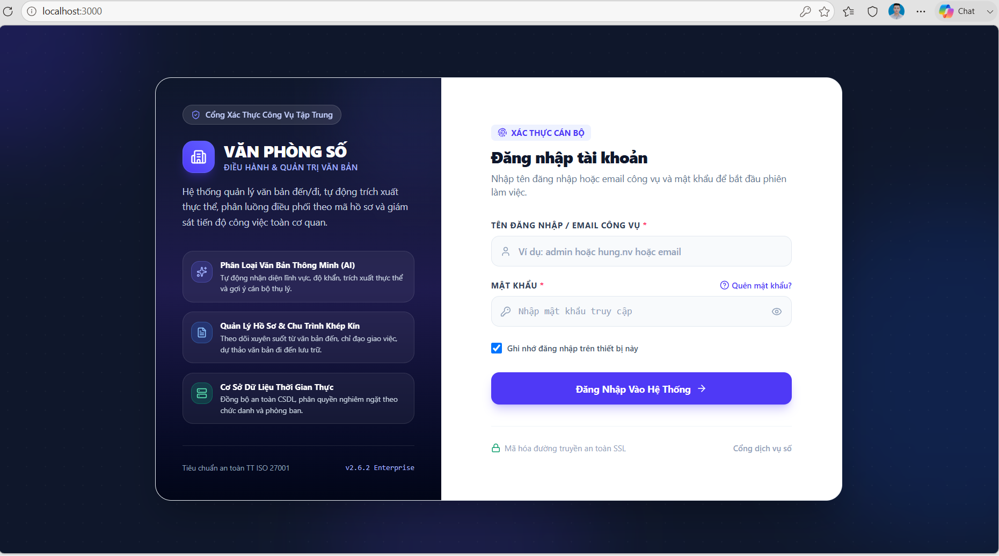 localhost:3000
Chat
Cổng Xác Thực Công Vụ Tập Trung
VĂN PHÒNG SỐ
ĐIỀU HÀNH & QUẢN TRỊ VĂN BẢN
Hệ thống quản lý văn bản đến/đi, tự động trích xuất
thực thể, phân luồng điều phối theo mã hồ sơ và giám
sát tiến độ công việc toàn cơ quan.
Phân Loại Văn Bản Thông Minh (AI)
Tự động nhận diện lĩnh vực, độ khẩn, trích xuất thực thể
và gợi ý cán bộ thụ lý.
Quản Lý Hồ Sơ & Chu Trình Khép Kín
Theo dõi xuyên suốt từ văn bản đến, chỉ đạo giao việc,
dự thảo văn bản đi đến lưu trữ.
Cơ Sở Dữ Liệu Thời Gian Thực
Đồng bộ an toàn CSDL, phân quyền nghiêm ngặt theo
chức danh và phòng ban.
Tiêu chuẩn an toàn TT ISO 27001
v2.6.2 Enterprise
XÁC THỰC CÁN BỘ
Đăng nhập tài khoản
Nhập tên đăng nhập hoặc email công vụ và mật khẩu để bắt đầu phiên
làm việc.
TÊN ĐĂNG NHẬP / EMAIL CÔNG VỤ *
Ví dụ: admin hoặc hung.nv hoặc email
MẬT KHẨU *
Quên mật khẩu?
Nhập mật khẩu truy cập
Ghi nhớ đăng nhập trên thiết bị này
Đăng Nhập Vào Hệ Thống →
Mã hóa đường truyền an toàn SSL
Cổng dịch vụ số